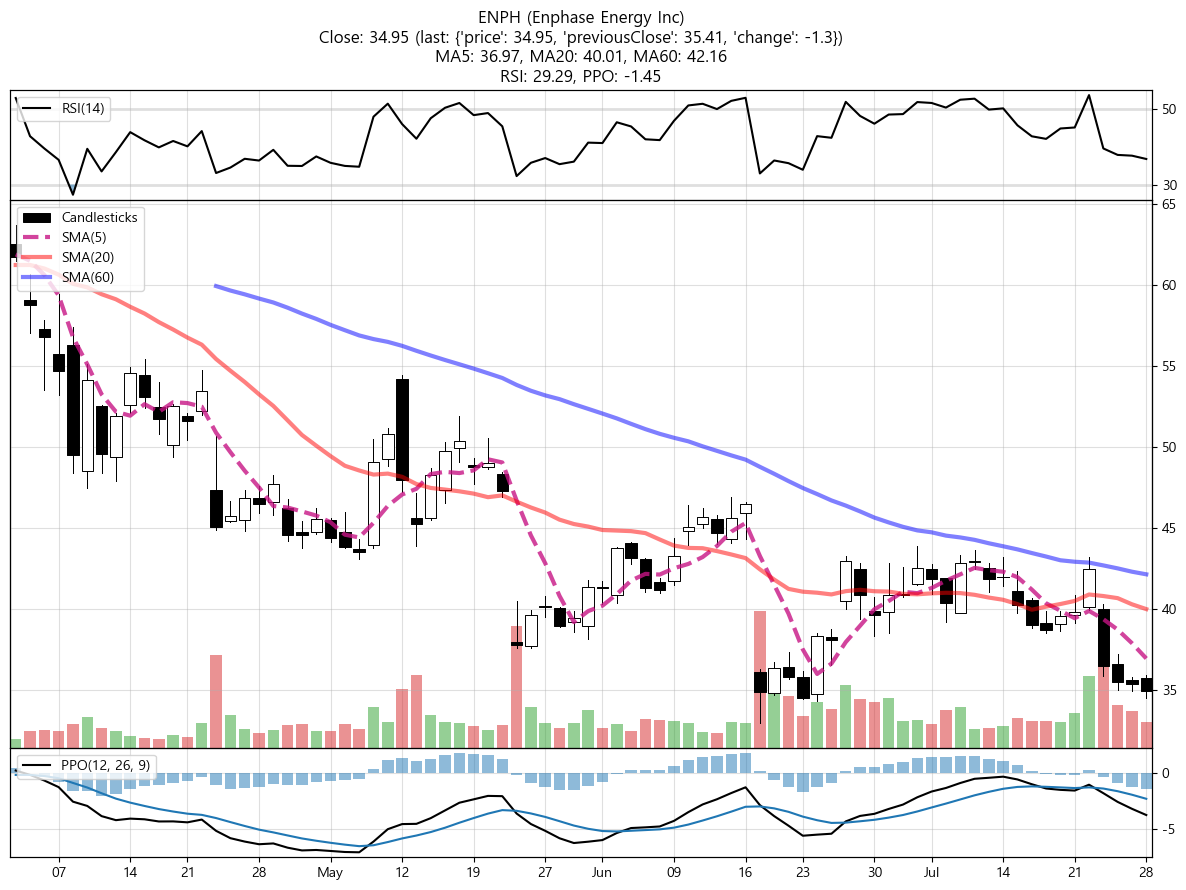 ENPH (Enphase Energy Inc)
Close: 34.95 (last: {'price': 34.95, 'previousClose': 35.41, 'change': -1.3})
MA5: 36.97, MA20: 40.01, MA60: 42.16
RSI: 29.29, PPO: -1.45
RSI(14)
50
30
Candlesticks
SMA(5)
SMA(20)
SMA(60)
65
60
55
50
45
40
35
PPO(12, 26, 9)
0
-5
07 14 21 28 May 12 19 27 Jun 09 16 23 30 Jul 14 21 28